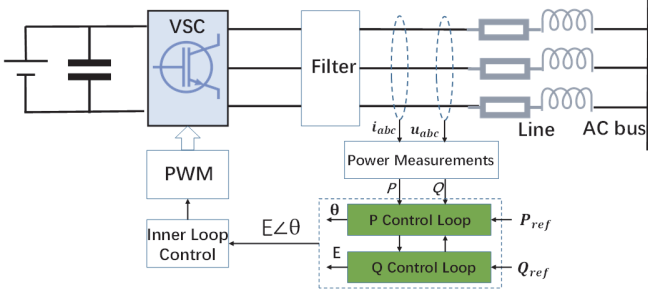 VSC
Filter
i_abc u_abc
Line
AC bus
PWM
Power Measurements
P
Q
θ
P Control Loop
P_ref
Inner Loop
Control
E∠θ
E
Q Control Loop
Q_ref